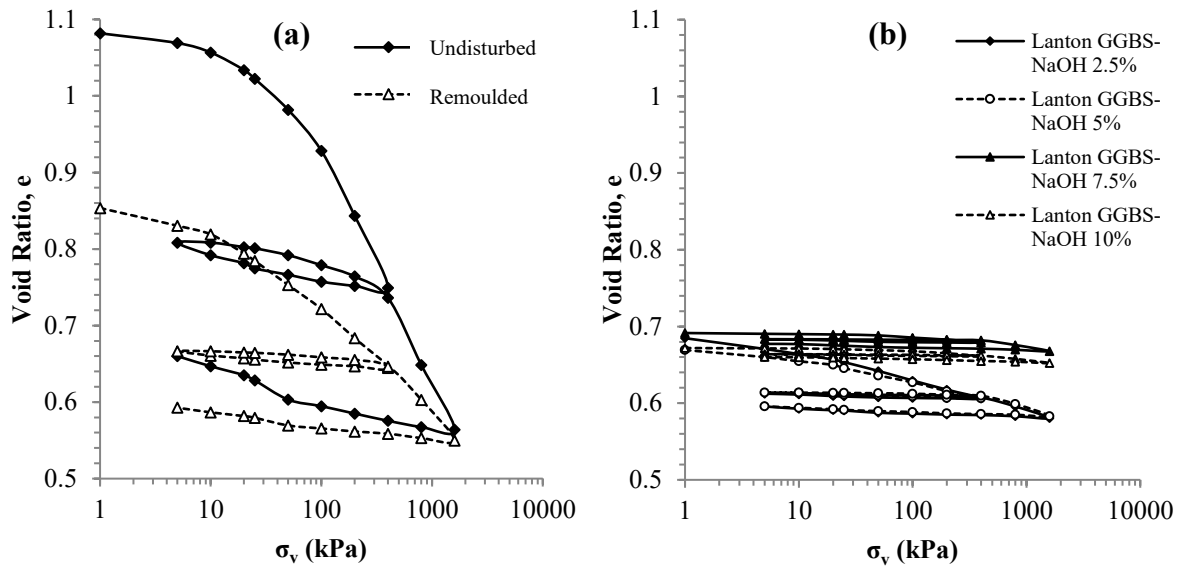 (a)
Undisturbed
Remoulded
1.1
1
0.9
0.8
0.7
0.6
0.5
Void Ratio, e
1
10
100
1000
10000
σv (kPa)
(b)
Lanton GGBS-
NaOH 2.5%
Lanton GGBS-
NaOH 5%
Lanton GGBS-
NaOH 7.5%
Lanton GGBS-
NaOH 10%
1.1
1
0.9
0.8
0.7
0.6
0.5
Void Ratio, e
1
10
100
1000
10000
σv (kPa)